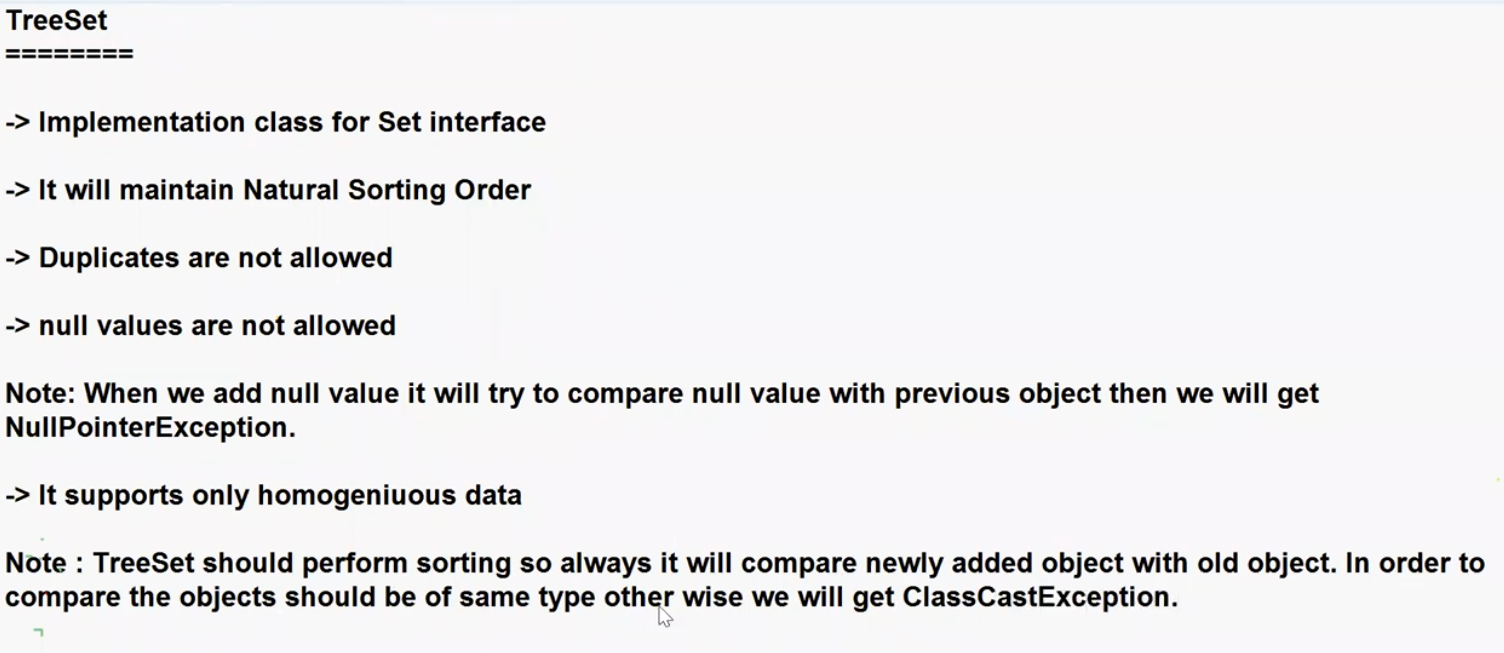 TreeSet
========
-> Implementation class for Set interface
-> It will maintain Natural Sorting Order
-> Duplicates are not allowed
-> null values are not allowed
Note: When we add null value it will try to compare null value with previous object then we will get
NullPointerException.
-> It supports only homogeniuous data
Note : TreeSet should perform sorting so always it will compare newly added object with old object. In order to
compare the objects should be of same type other wise we will get ClassCastException.